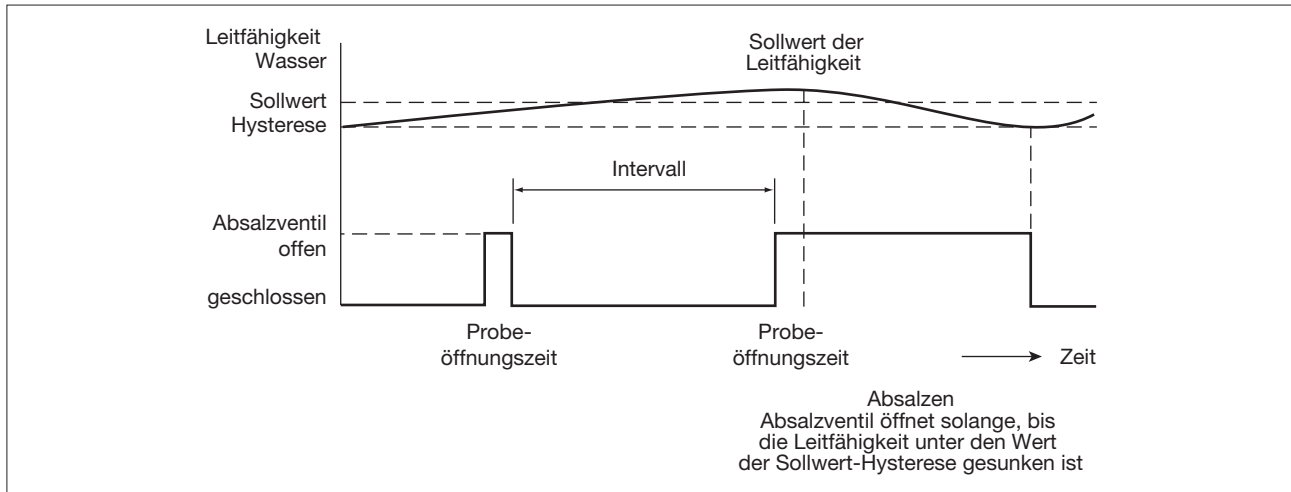 Leitfähigkeit
Wasser
Sollwert der
Leitfähigkeit
Sollwert
Hysterese
Intervall
Absalzventil
offen
geschlossen
Probe-
öffnungszeit
Probe-
öffnungszeit
Zeit
Absalzen
Absalzventil öffnet solange, bis
die Leitfähigkeit unter den Wert
der Sollwert-Hysterese gesunken ist